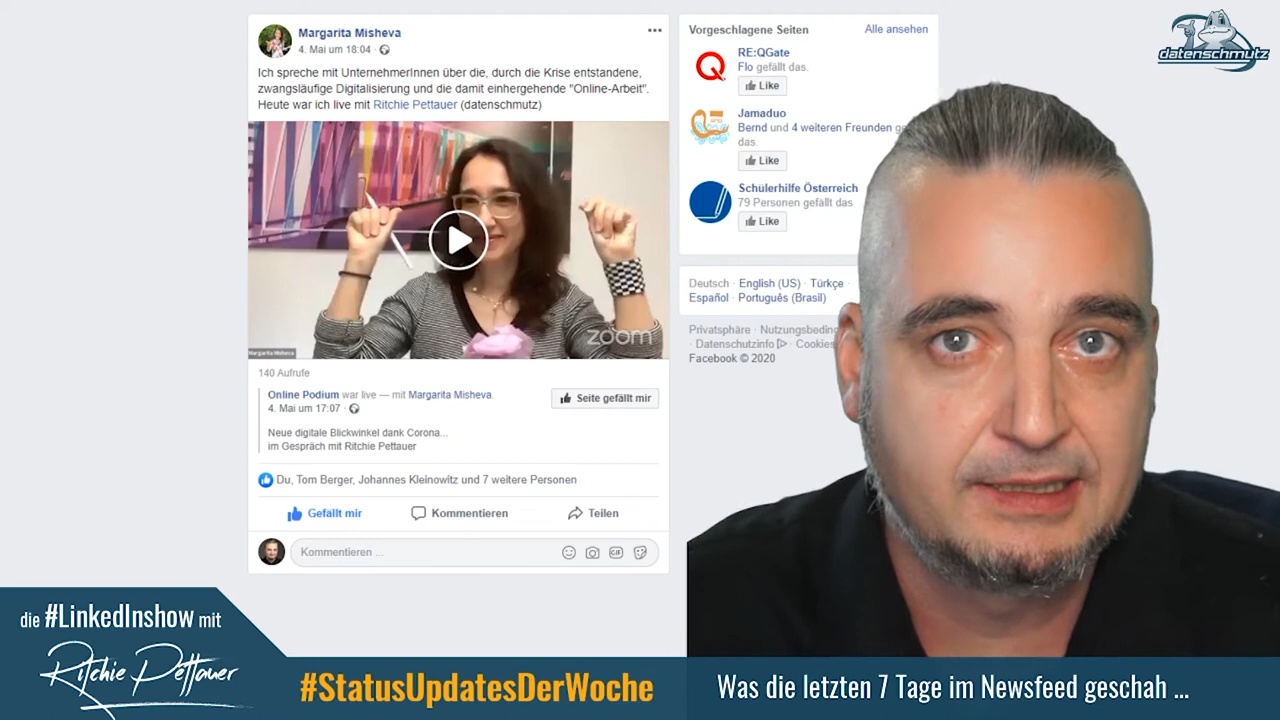 Margarita Misheva
4. Mai um 18:04 ·
Ich spreche mit UnternehmerInnen über die, durch die Krise entstandene,
zwangsläufige Digitalisierung und die damit einhergehende "Online-Arbeit".
Heute war ich live mit Ritchie Pettauer (datenschmutz)
zoom
Margarita Misheva
140 Aufrufe
Online Podium war live — mit Margarita Misheva.
4. Mai um 17:07 ·
Seite gefällt mir
Neue digitale Blickwinkel dank Corona...
im Gespräch mit Ritchie Pettauer
Du, Tom Berger, Johannes Kleinowitz und 7 weitere Personen
Gefällt mir
Kommentieren
Teilen
Kommentieren ...
GIF
Vorgeschlagene Seiten
Alle ansehen
RE:QGate
Flo gefällt das.
Like
Jamaduo
Bernd und 4 weiteren Freunden ge
das.
Like
Schülerhilfe Österreich
79 Personen gefällt das
Like
Deutsch · English (US) · Türkçe ·
Español · Português (Brasil)
Privatsphäre · Nutzungsbeding
· Datenschutzinfo · Cookies
Facebook © 2020
datenschmutz
die #LinkedInshow mit
Ritchie Pettauer
#StatusUpdatesDerWoche
Was die letzten 7 Tage im Newsfeed geschah ...